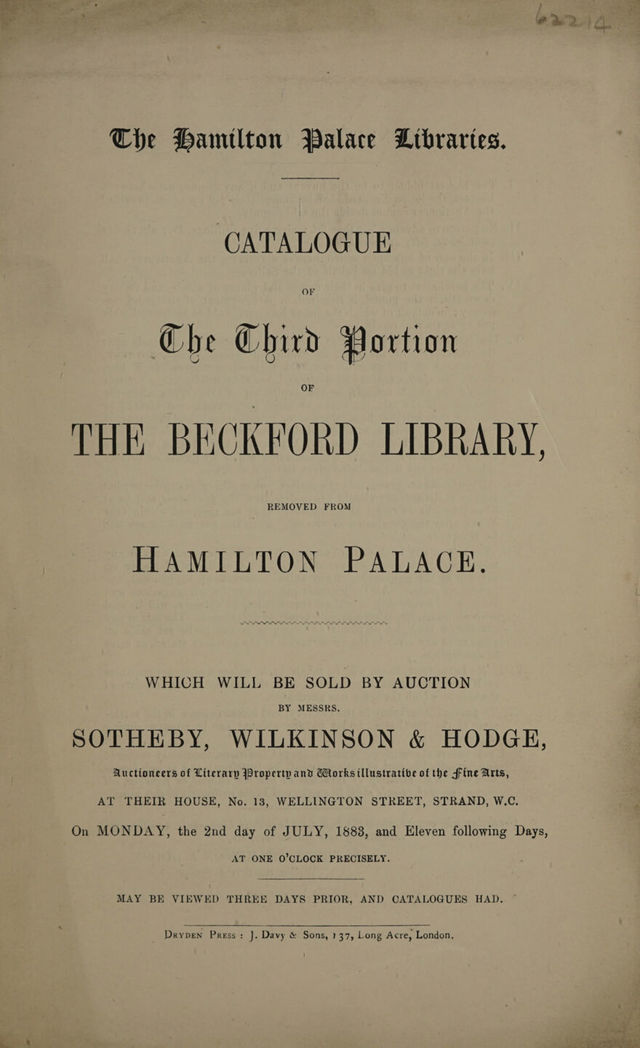 62214
The Hamilton Palace Libraries.
CATALOGUE
OF
The Third Portion
OF
THE BECKFORD LIBRARY,
REMOVED FROM
HAMILTON PALACE.
WHICH WILL BE SOLD BY AUCTION
BY MESSRS.
SOTHEBY, WILKINSON & HODGE,
Auctioneers of Literary Property and Works illustrative of the Fine Arts,
AT THEIR HOUSE, No. 13, WELLINGTON STREET, STRAND, W.C.
On MONDAY, the 2nd day of JULY, 1883, and Eleven following Days,
AT ONE O'CLOCK PRECISELY.
MAY BE VIEWED THREE DAYS PRIOR, AND CATALOGUES HAD.
DRYDEN PRESS: J. Davy & Sons, 137, Long Acre, London.